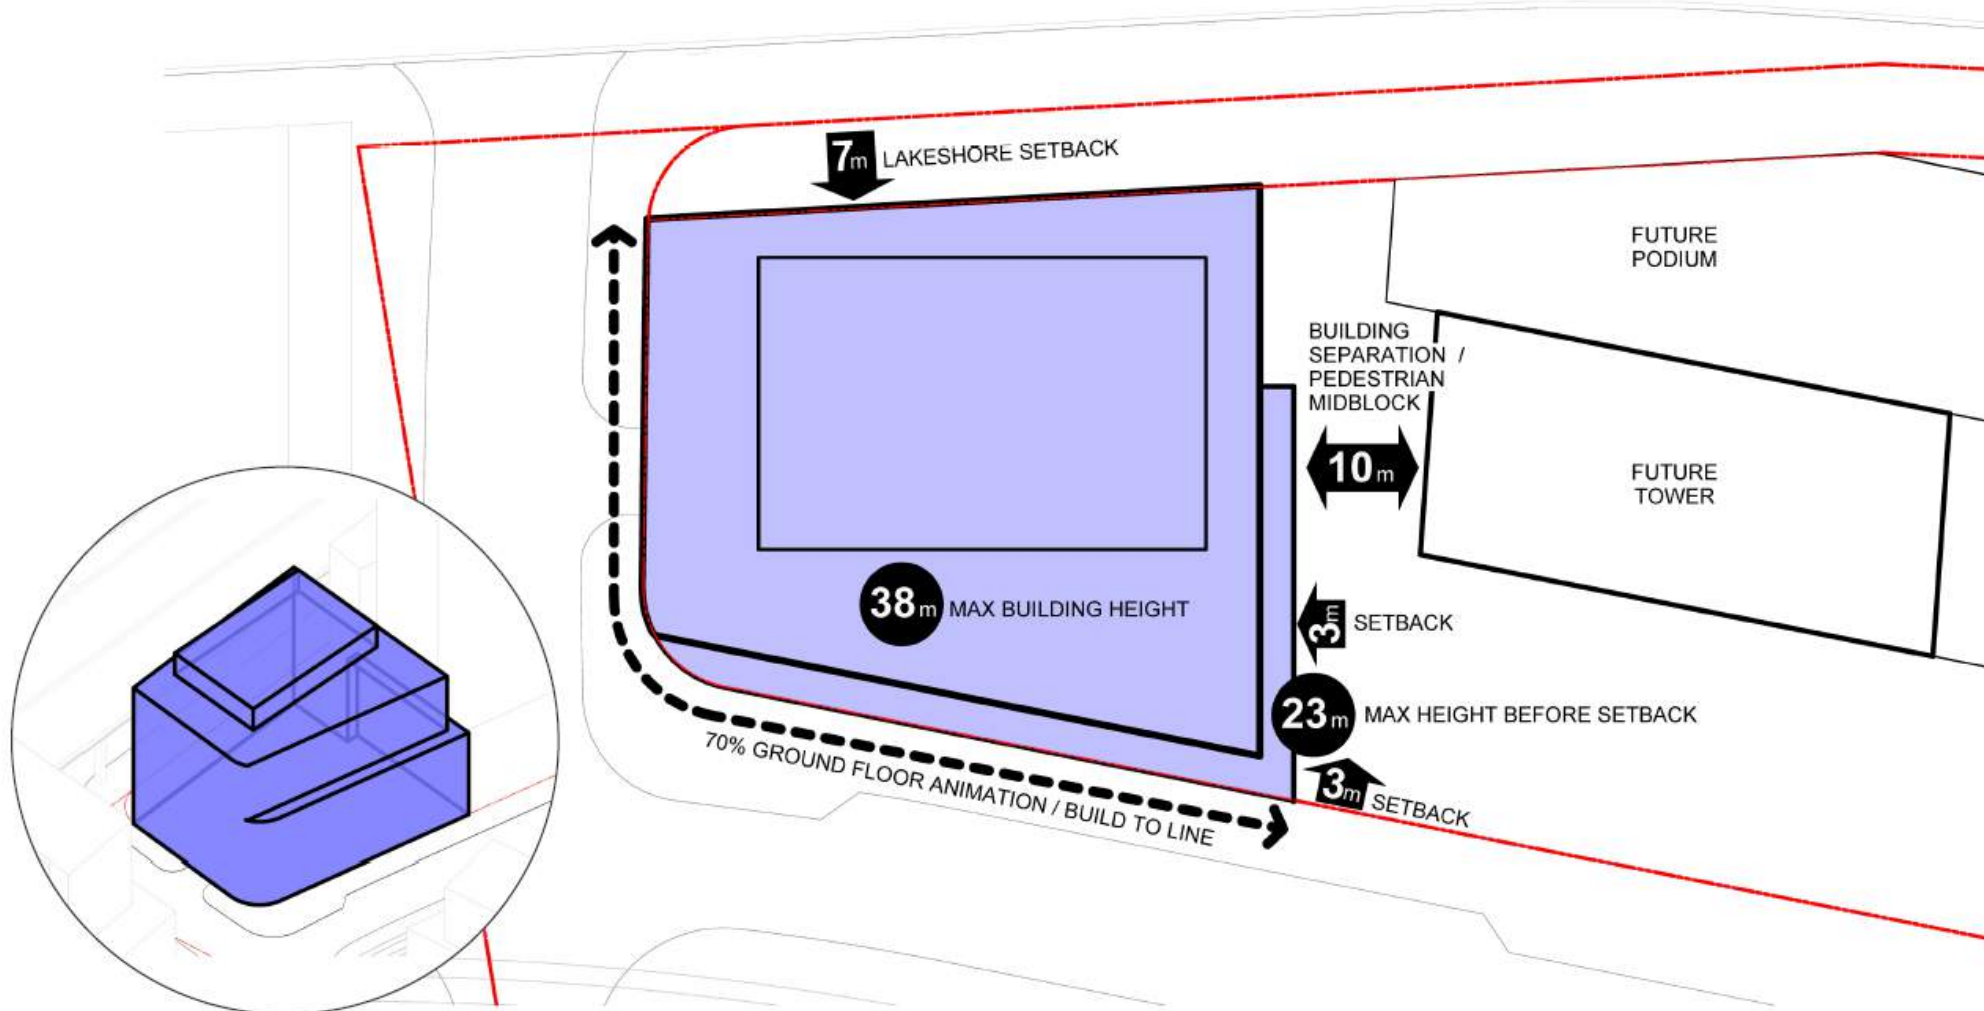 7m LAKESHORE SETBACK
FUTURE
PODIUM
BUILDING
SEPARATION /
PEDESTRIAN
MIDBLOCK
10m
FUTURE
TOWER
38m MAX BUILDING HEIGHT
3m SETBACK
23m MAX HEIGHT BEFORE SETBACK
70% GROUND FLOOR ANIMATION / BUILD TO LINE
3m SETBACK